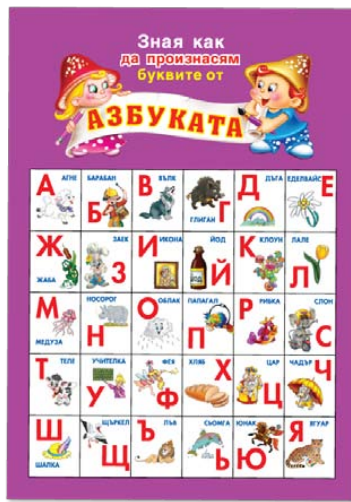 Зная как
да произнасям
буквите от
АЗБУКАТА
А АГНЕ
БАРАБАН Б
В ВЪЛК
ГЛИГАН Г
Д ДЪГА
ЕДЕЛВАЙС Е
Ж ЖАБА
ЗАЕК З
И ИКОНА
ЙОД Й
К КЛОУН
ЛАЛЕ Л
М МЕДУЗА
НОСОРОГ Н
О ОБЛАК
ПАПАГАЛ П
Р РИБКА
СЛОН С
Т ТЕЛЕ
УЧИТЕЛКА У
ФЕЯ Ф
ХЛЯБ Х
ЦАР Ц
ЧАДЪР Ч
Ш ШАПКА
ЩЪРКЕЛ Щ
Ъ ЛЪВ
СЬОМГА Ь
ЮНАК Ю
Я ЯГУАР